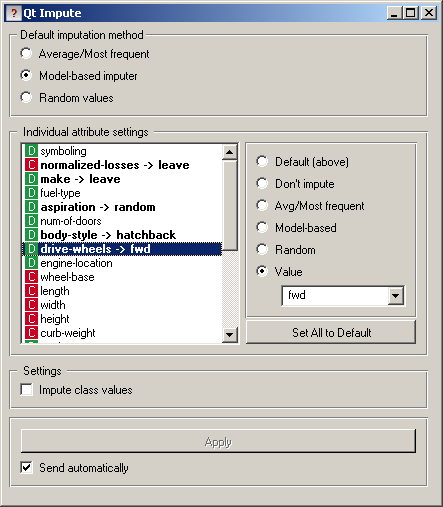 ? Qt Impute
Default imputation method
Average/Most frequent
Model-based imputer
Random values
Individual attribute settings
D symboling
C normalized-losses -> leave
D make -> leave
D fuel-type
D aspiration -> random
D num-of-doors
D body-style -> hatchback
D drive-wheels -> fwd
D engine-location
C wheel-base
C length
C width
C height
C curb-weight
Default (above)
Don't impute
Avg/Most frequent
Model-based
Random
Value
fwd
Set All to Default
Settings
Impute class values
Apply
Send automatically